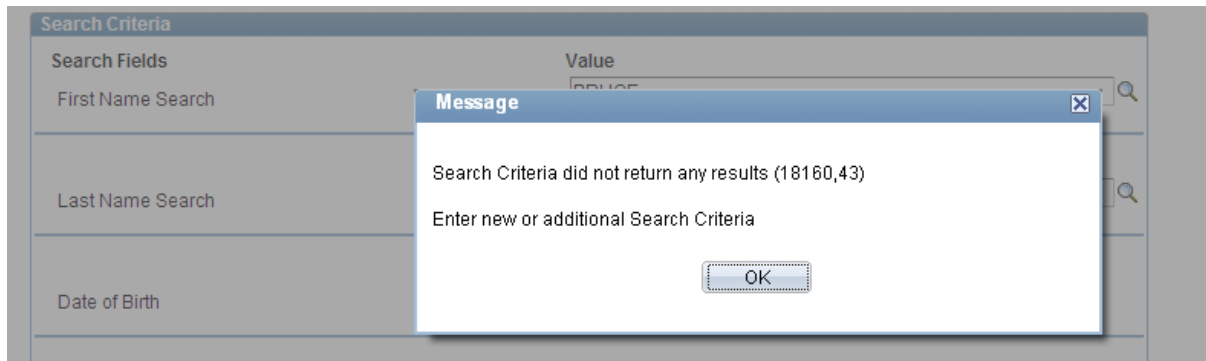 Search Criteria
Search Fields Value
First Name Search
Message
Search Criteria did not return any results (18160,43)
Enter new or additional Search Criteria
Last Name Search
OK
Date of Birth